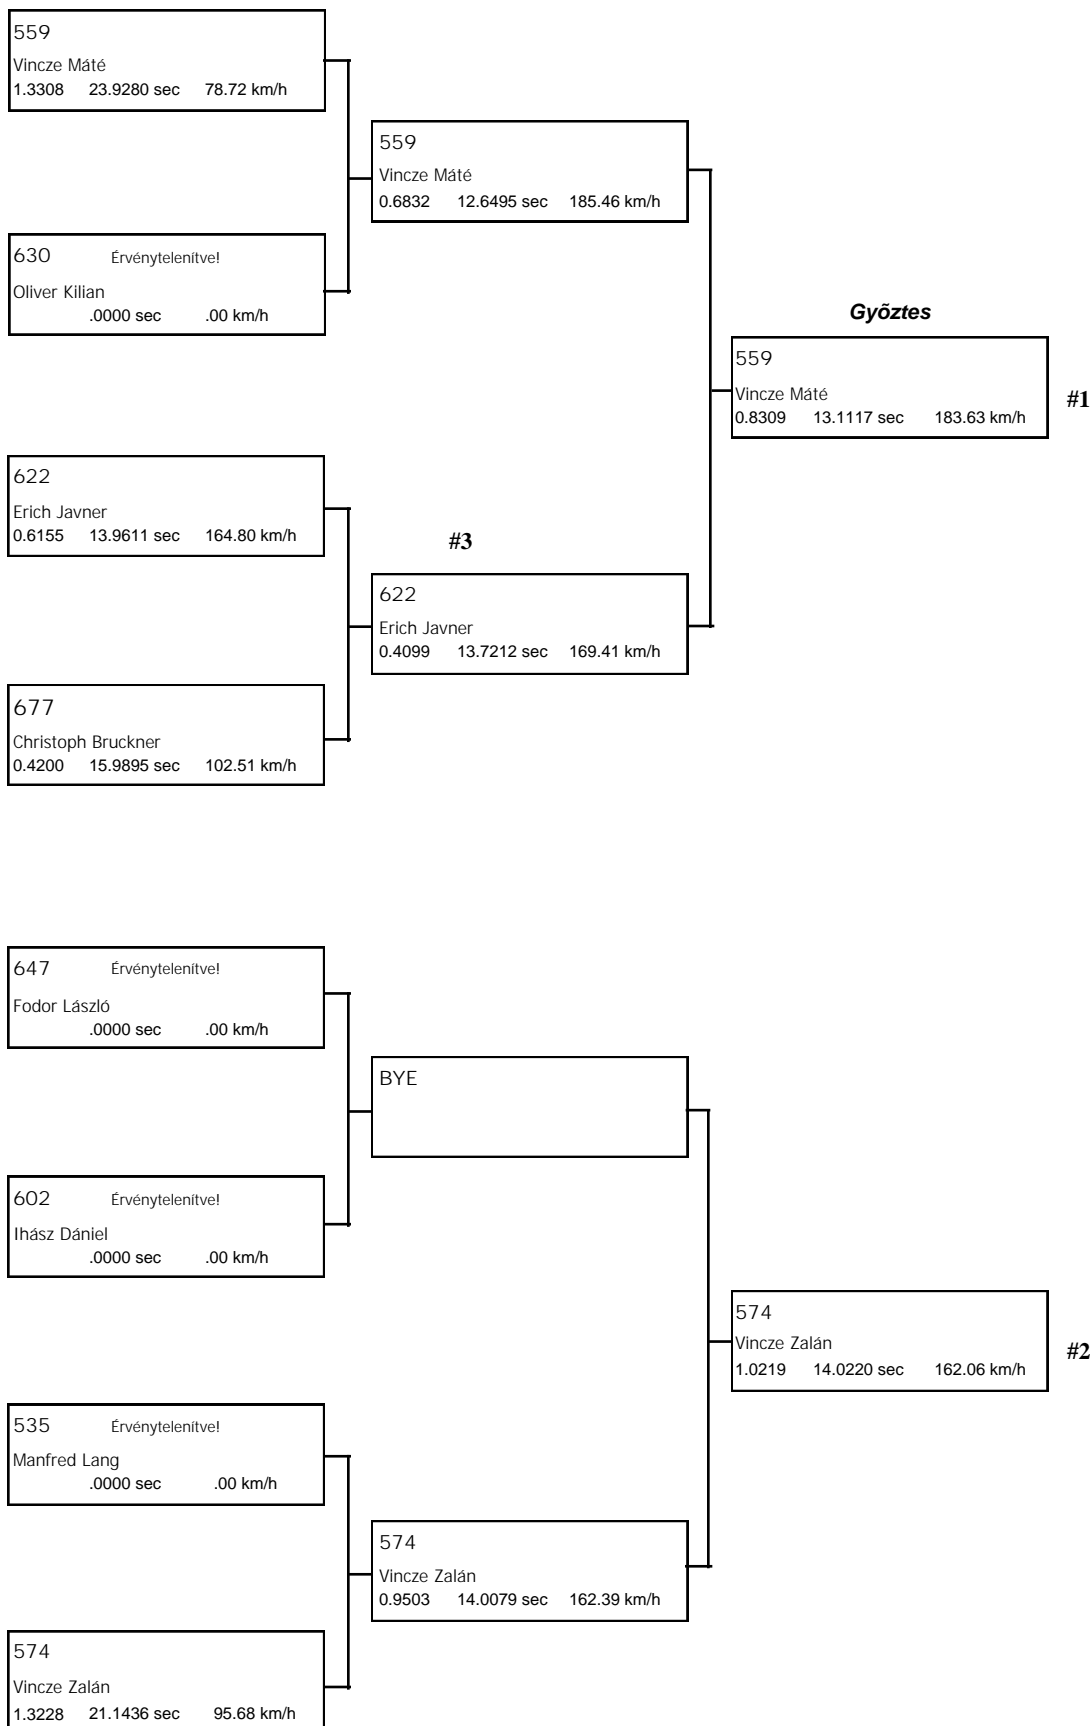 559
Vincze Máté
1.3308 23.9280 sec 78.72 km/h
559
Vincze Máté
0.6832 12.6495 sec 185.46 km/h
630 Érvénytelenítve!
Oliver Kilian
.0000 sec .00 km/h
Gyõztes
559
Vincze Máté
0.8309 13.1117 sec 183.63 km/h
#1
622
Erich Javner
0.6155 13.9611 sec 164.80 km/h
#3
622
Erich Javner
0.4099 13.7212 sec 169.41 km/h
677
Christoph Bruckner
0.4200 15.9895 sec 102.51 km/h
647 Érvénytelenítve!
Fodor László
.0000 sec .00 km/h
BYE
602 Érvénytelenítve!
Ihász Dániel
.0000 sec .00 km/h
574
Vincze Zalán
1.0219 14.0220 sec 162.06 km/h
#2
535 Érvénytelenítve!
Manfred Lang
.0000 sec .00 km/h
574
Vincze Zalán
0.9503 14.0079 sec 162.39 km/h
574
Vincze Zalán
1.3228 21.1436 sec 95.68 km/h